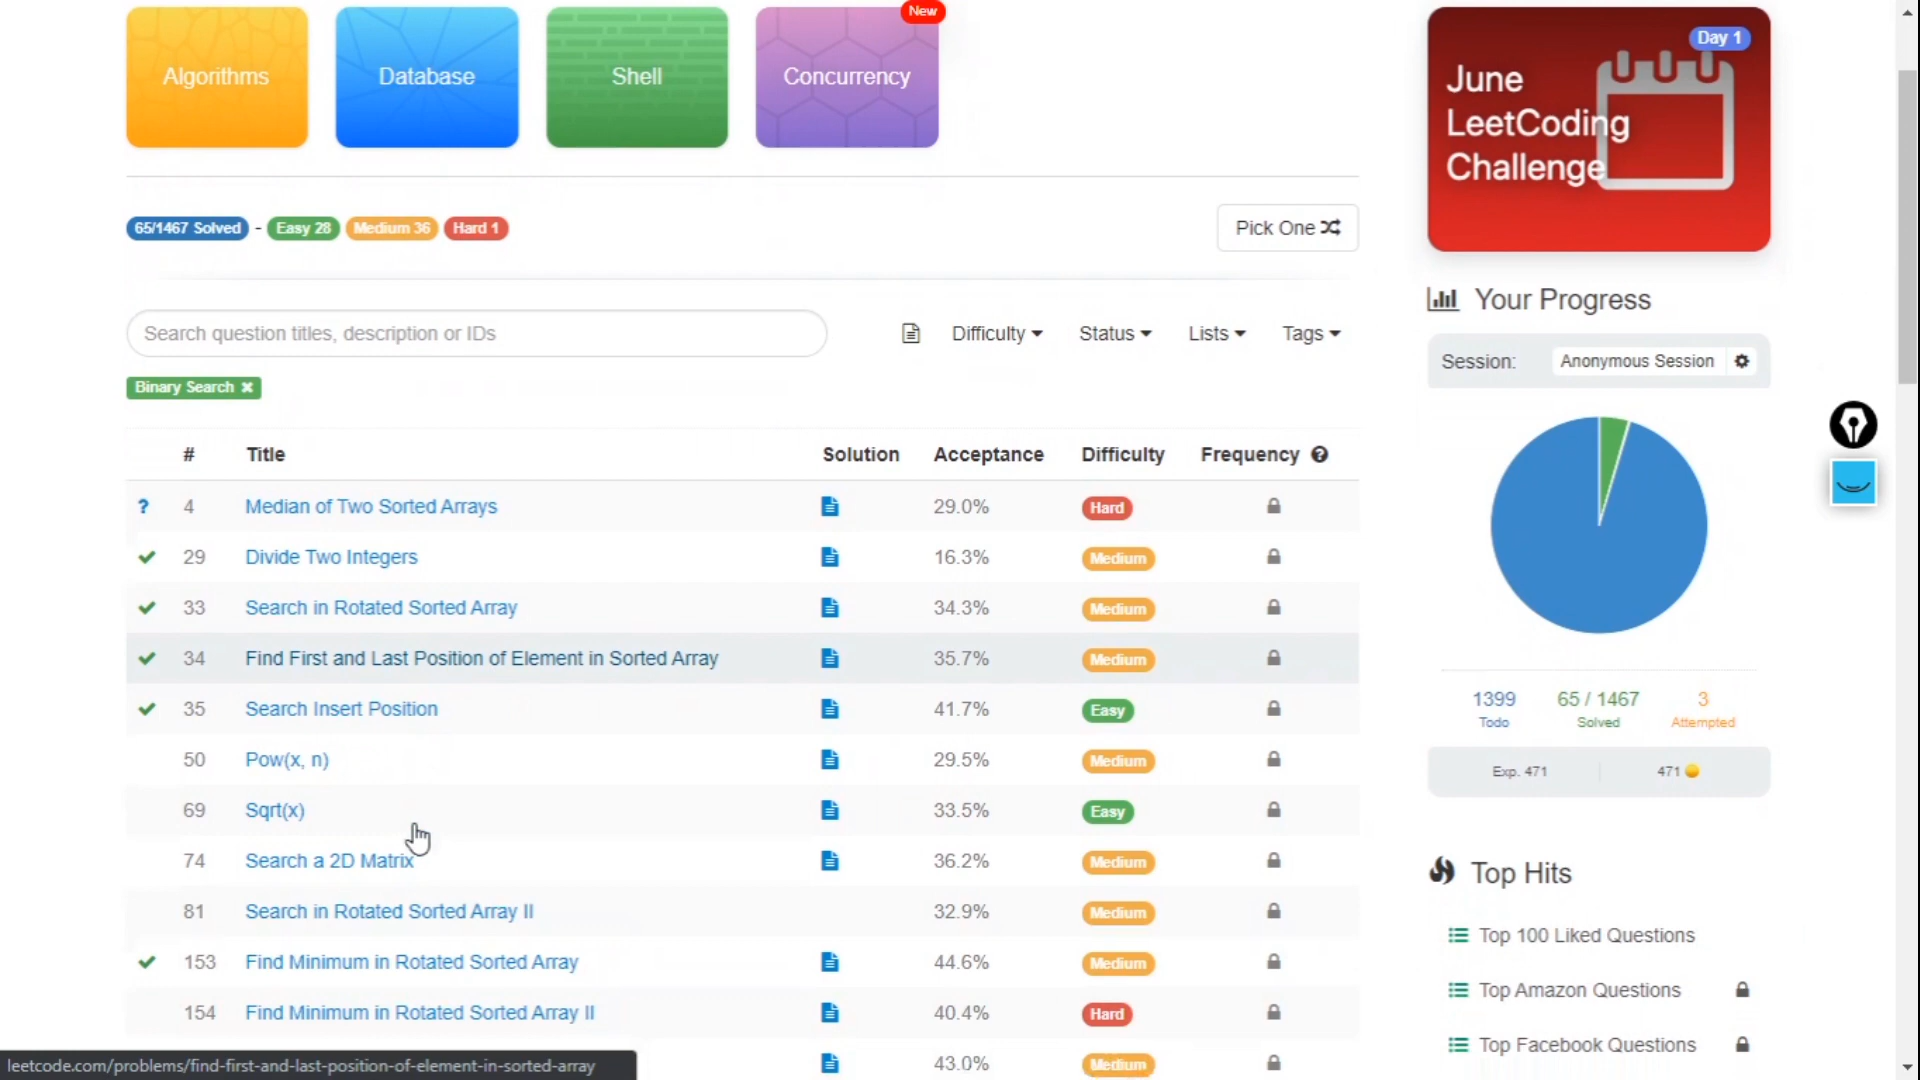 Algorithms
Database
Shell
Concurrency
New
65/1467 Solved - Easy 28 Medium 36 Hard 1
Pick One
Search question titles, description or IDs
Difficulty
Status
Lists
Tags
Binary Search ✖
# Title Solution Acceptance Difficulty Frequency ?
? 4 Median of Two Sorted Arrays 29.0% Hard
29 Divide Two Integers 16.3% Medium
33 Search in Rotated Sorted Array 34.3% Medium
34 Find First and Last Position of Element in Sorted Array 35.7% Medium
35 Search Insert Position 41.7% Easy
50 Pow(x, n) 29.5% Medium
69 Sqrt(x) 33.5% Easy
74 Search a 2D Matrix 36.2% Medium
81 Search in Rotated Sorted Array II 32.9% Medium
153 Find Minimum in Rotated Sorted Array 44.6% Medium
154 Find Minimum in Rotated Sorted Array II 40.4% Hard
43.0% Medium
leetcode.com/problems/find-first-and-last-position-of-element-in-sorted-array
Day 1
June
LeetCoding
Challenge
Your Progress
Session: Anonymous Session
1399 65 / 1467 3
Todo Solved Attempted
Exp. 471 471
Top Hits
Top 100 Liked Questions
Top Amazon Questions
Top Facebook Questions